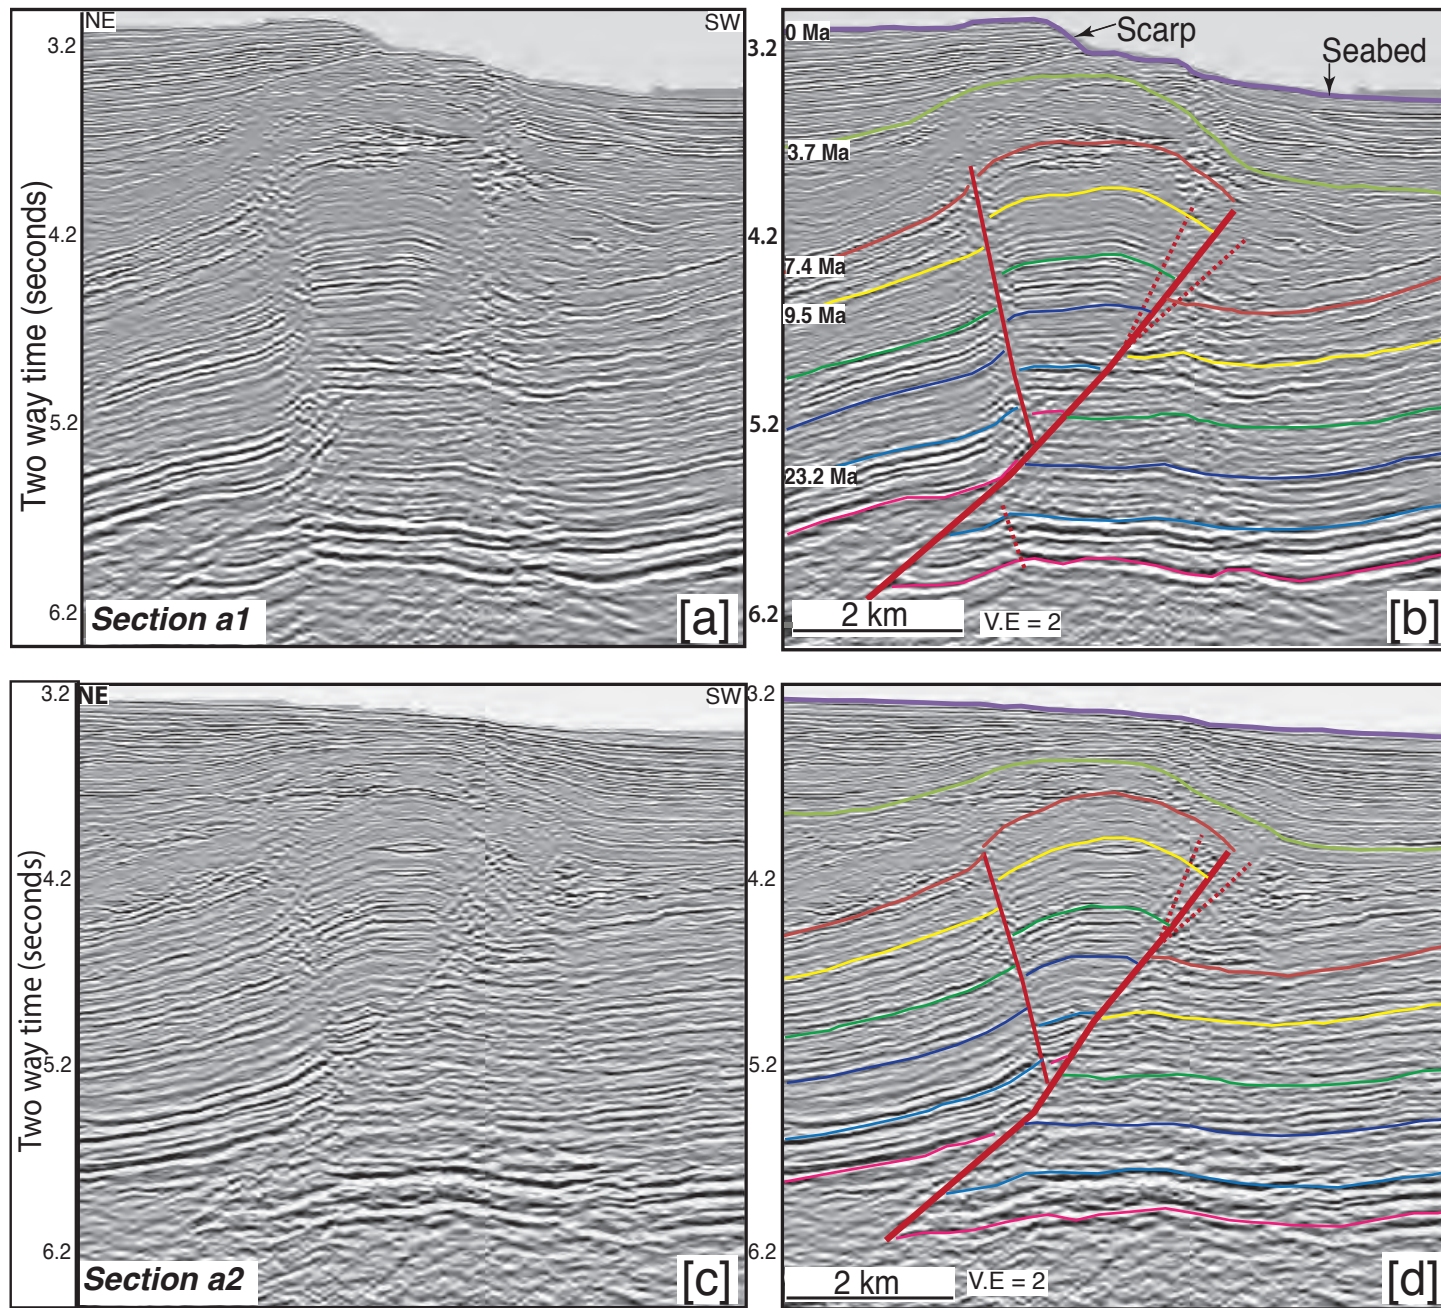 NE
SW
3.2
4.2
5.2
6.2
Two way time (seconds)
Section a1
[a]
0 Ma
3.2
Scarp
Seabed
3.7 Ma
4.2
7.4 Ma
9.5 Ma
5.2
23.2 Ma
6.2
2 km
V.E = 2
[b]
3.2
NE
SW
4.2
5.2
6.2
Two way time (seconds)
Section a2
[c]
3.2
4.2
5.2
6.2
2 km
V.E = 2
[d]